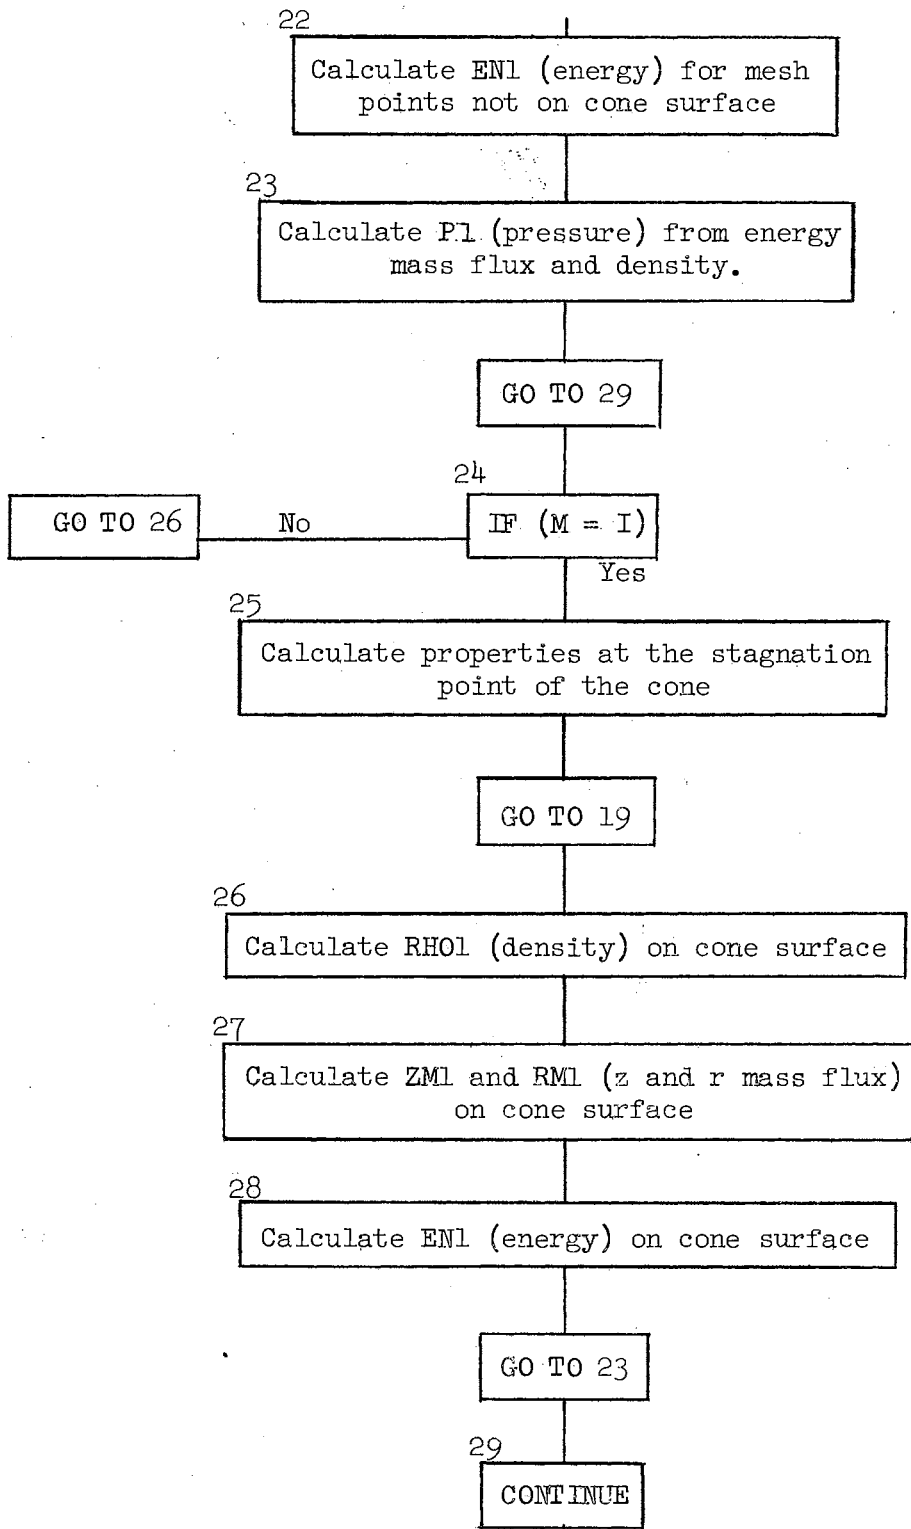 22
Calculate EN1 (energy) for mesh
points not on cone surface
23
Calculate P1 (pressure) from energy
mass flux and density.
GO TO 29
24
IF (M = I)
No
GO TO 26
Yes
25
Calculate properties at the stagnation
point of the cone
GO TO 19
26
Calculate RHO1 (density) on cone surface
27
Calculate ZM1 and RM1 (z and r mass flux)
on cone surface
28
Calculate EN1 (energy) on cone surface
GO TO 23
29
CONTINUE